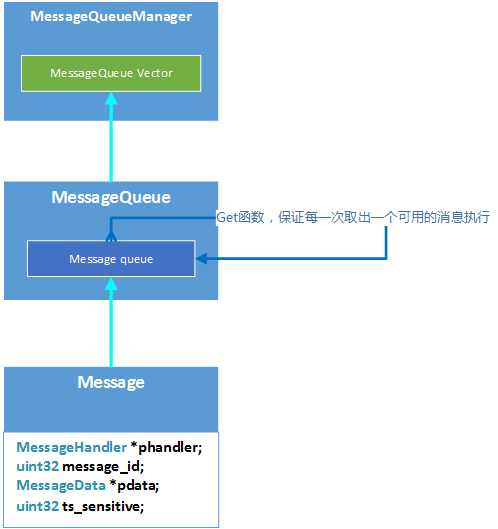 MessageQueueManager
MessageQueue Vector
MessageQueue
Get函数，保证每一次取出一个可用的消息执行
Message queue
Message
MessageHandler *phandler;
uint32 message_id;
MessageData *pdata;
uint32 ts_sensitive;